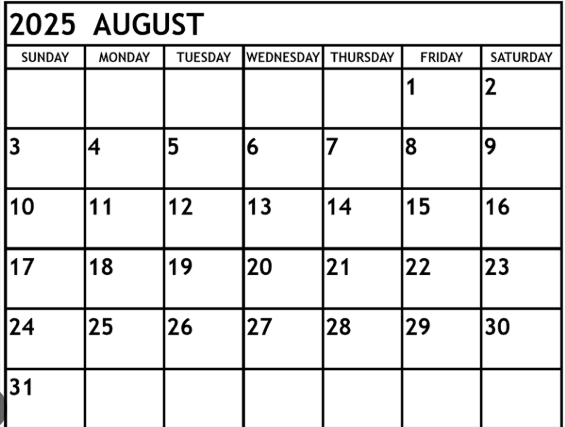 2025 AUGUST
SUNDAY MONDAY TUESDAY WEDNESDAY THURSDAY FRIDAY SATURDAY
1 2
3 4 5 6 7 8 9
10 11 12 13 14 15 16
17 18 19 20 21 22 23
24 25 26 27 28 29 30
31